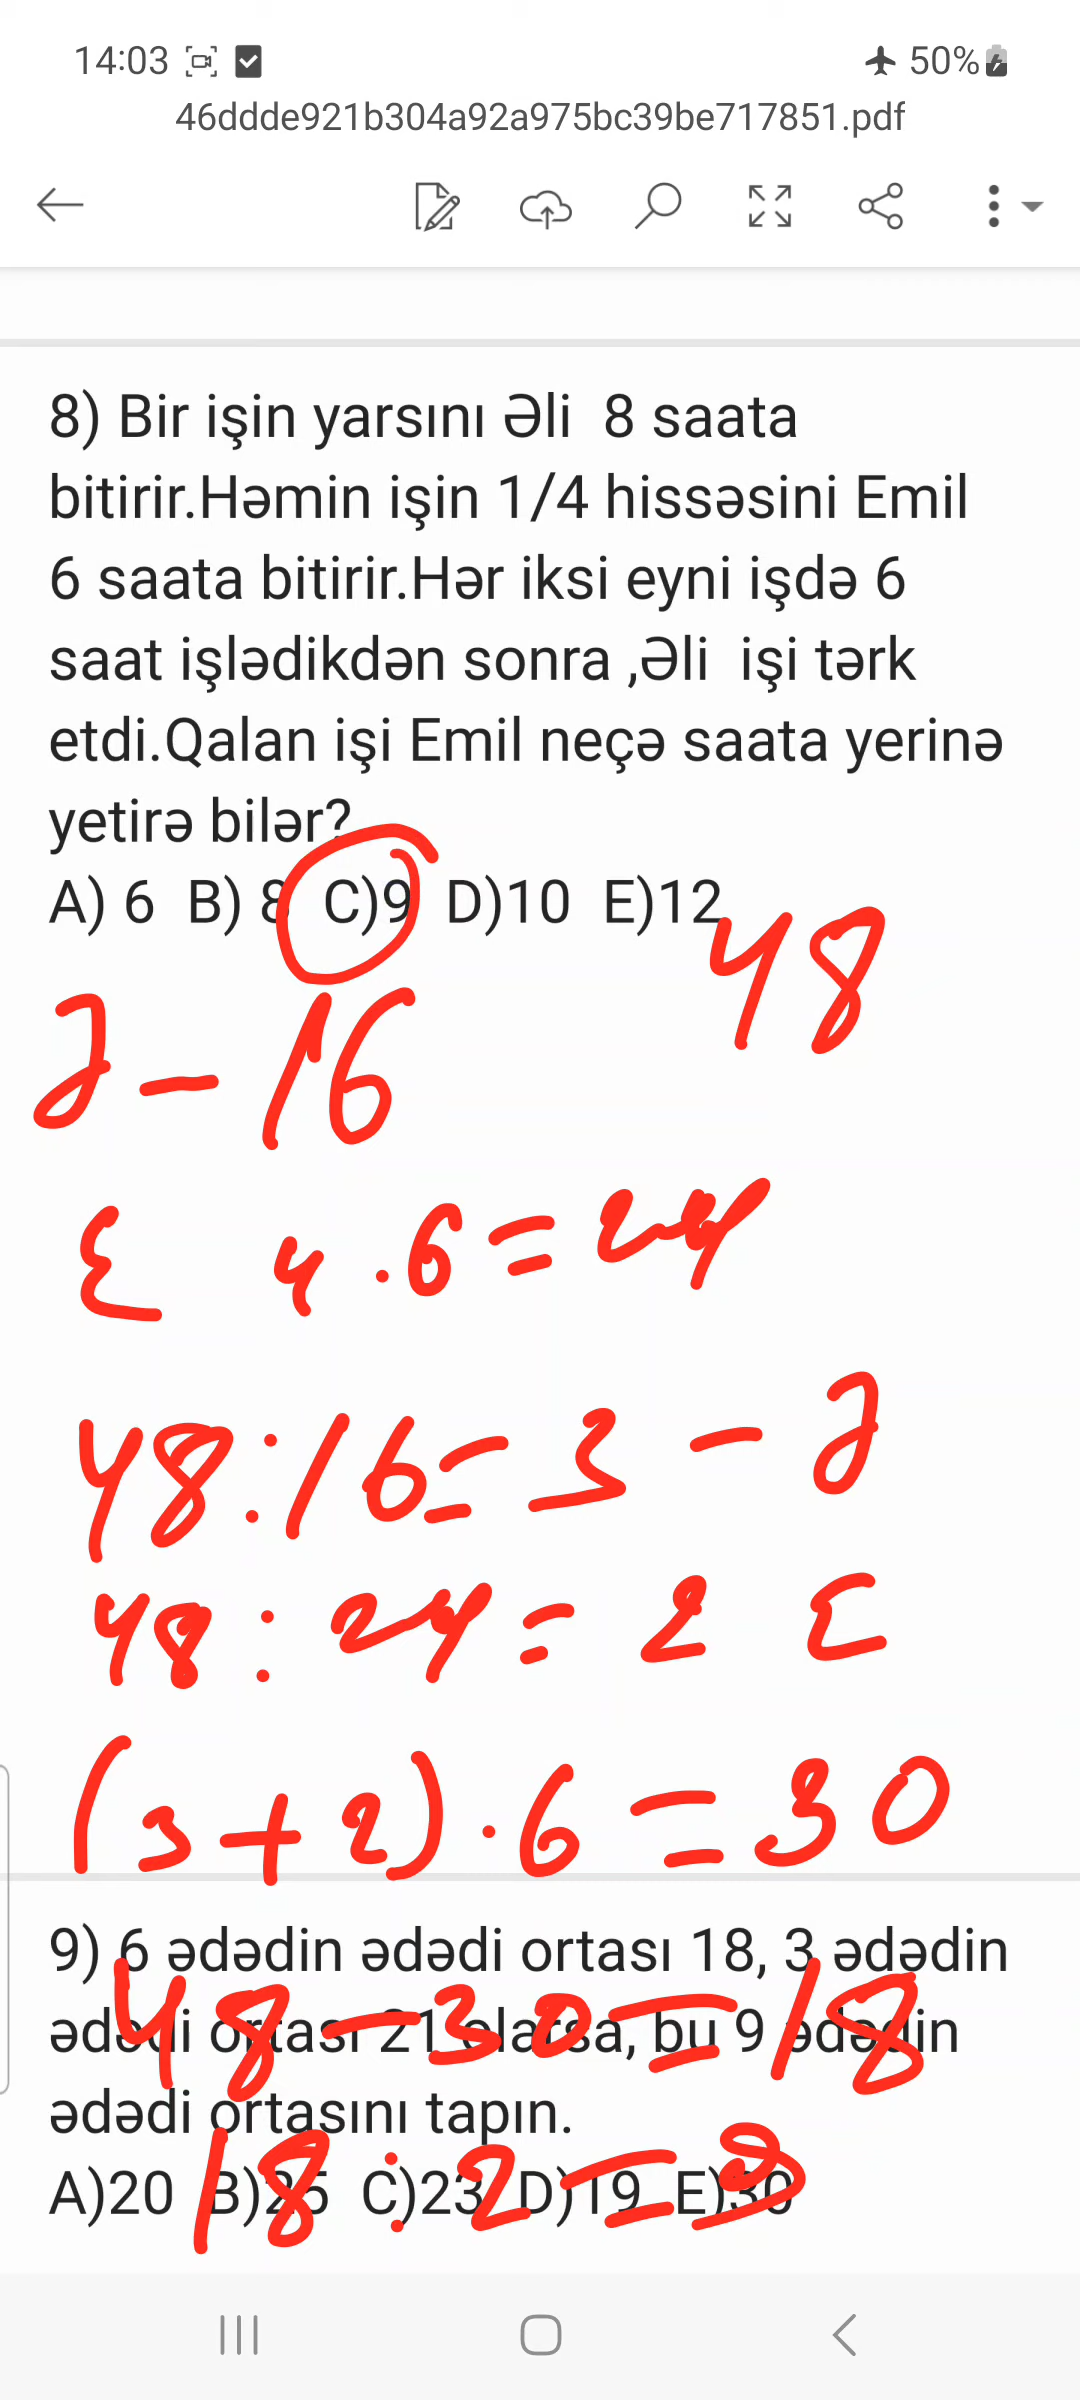 14:03 50%
46ddde921b304a92a975bc39be717851.pdf
8) Bir işin yarsını Əli 8 saata
bitirir.Həmin işin 1/4 hissəsini Emil
6 saata bitirir.Hər iksi eyni işdə 6
saat işlədikdən sonra ,Əli işi tərk
etdi.Qalan işi Emil neçə saata yerinə
yetirə bilər?
A) 6 B) 8 C)9 D)10 E)12
48
Ə - 16
E 4 . 6 = 24
48 : 16 = 3 - Ə
48 : 24 = 2 E
(3 + 2) . 6 = 30
9) 6 ədədin ədədi ortası 18, 3 ədədin
ədədi ortası 21 olarsa, bu 9 ədədin
48 - 30 = 18
ədədi ortasını tapın.
A)20 B)25 C)23 D)19 E)30
18 : 2 = 9